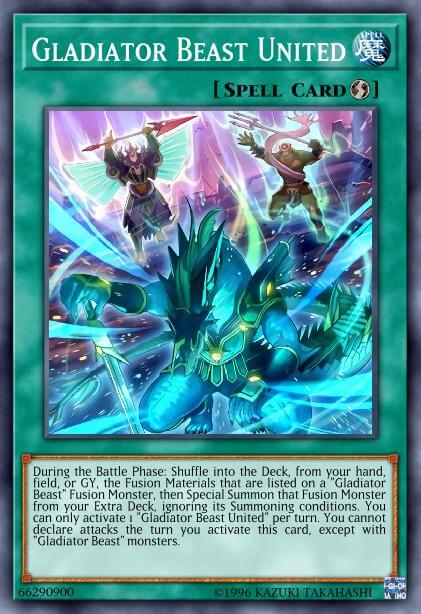 GLADIATOR BEAST UNITED
SPELL
魔
[SPELL CARD]
During the Battle Phase: Shuffle into the Deck, from your hand,
field, or GY, the Fusion Materials that are listed on a "Gladiator
Beast" Fusion Monster, then Special Summon that Fusion Monster
from your Extra Deck, ignoring its Summoning conditions. You
can only activate 1 "Gladiator Beast United" per turn. You cannot
declare attacks the turn you activate this card, except with
"Gladiator Beast" monsters.
66290900
©1996 KAZUKI TAKAHASHI